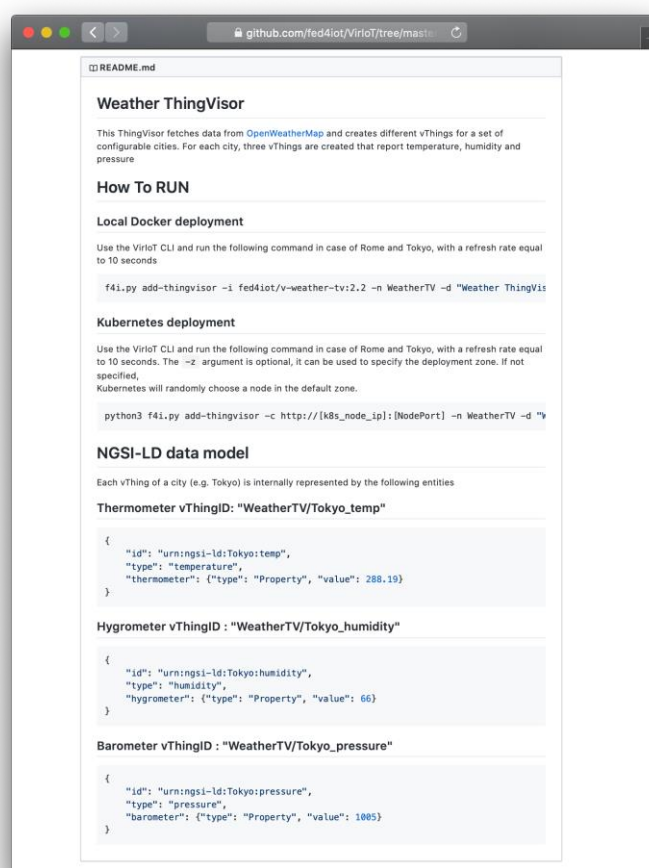 github.com/fed4iot/VirIoT/tree/maste
README.md
Weather ThingVisor
This ThingVisor fetches data from OpenWeatherMap and creates different vThings for a set of
configurable cities. For each city, three vThings are created that report temperature, humidity and
pressure
How To RUN
Local Docker deployment
Use the VirIoT CLI and run the following command in case of Rome and Tokyo, with a refresh rate equal
to 10 seconds
f4i.py add-thingvisor -i fed4iot/v-weather-tv:2.2 -n WeatherTV -d "Weather ThingVis
Kubernetes deployment
Use the VirIoT CLI and run the following command in case of Rome and Tokyo, with a refresh rate equal
to 10 seconds. The -z argument is optional, it can be used to specify the deployment zone. If not
specified,
Kubernetes will randomly choose a node in the default zone.
python3 f4i.py add-thingvisor -c http://[k8s_node_ip]:[NodePort] -n WeatherTV -d "W
NGSI-LD data model
Each vThing of a city (e.g. Tokyo) is internally represented by the following entities
Thermometer vThingID: "WeatherTV/Tokyo_temp"
{
"id": "urn:ngsi-ld:Tokyo:temp",
"type": "temperature",
"thermometer": {"type": "Property", "value": 288.19}
}
Hygrometer vThingID : "WeatherTV/Tokyo_humidity"
{
"id": "urn:ngsi-ld:Tokyo:humidity",
"type": "humidity",
"hygrometer": {"type": "Property", "value": 66}
}
Barometer vThingID : "WeatherTV/Tokyo_pressure"
{
"id": "urn:ngsi-ld:Tokyo:pressure",
"type": "pressure",
"barometer": {"type": "Property", "value": 1005}
}